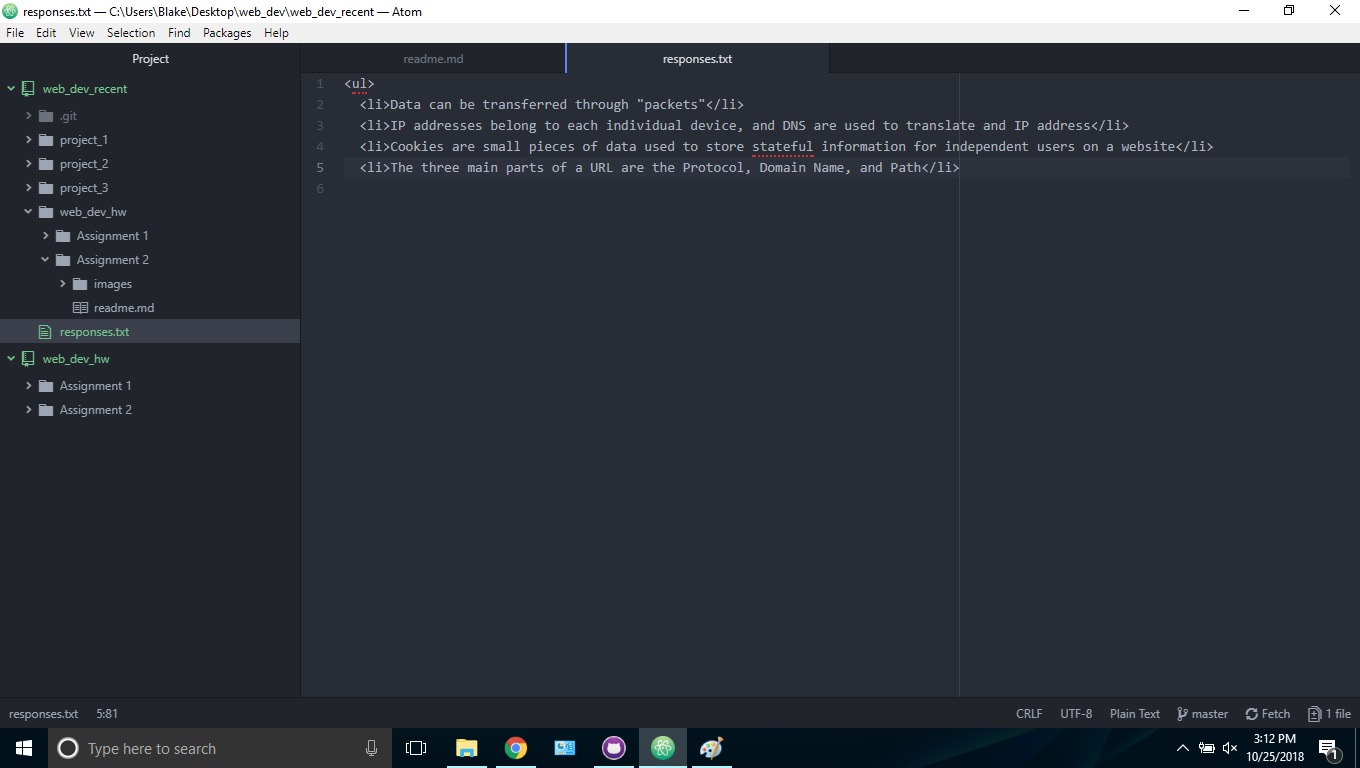 responses.txt — C:\Users\Blake\Desktop\web_dev\web_dev_recent — Atom
File Edit View Selection Find Packages Help
Project
readme.md
responses.txt
web_dev_recent
.git
project_1
project_2
project_3
web_dev_hw
Assignment 1
Assignment 2
images
readme.md
responses.txt
web_dev_hw
Assignment 1
Assignment 2
1 <ul>
2 <li>Data can be transferred through "packets"</li>
3 <li>IP addresses belong to each individual device, and DNS are used to translate and IP address</li>
4 <li>Cookies are small pieces of data used to store stateful information for independent users on a website</li>
5 <li>The three main parts of a URL are the Protocol, Domain Name, and Path</li>
6
responses.txt 5:81
CRLF UTF-8 Plain Text master Fetch 1 file
Type here to search
3:12 PM
10/25/2018
1